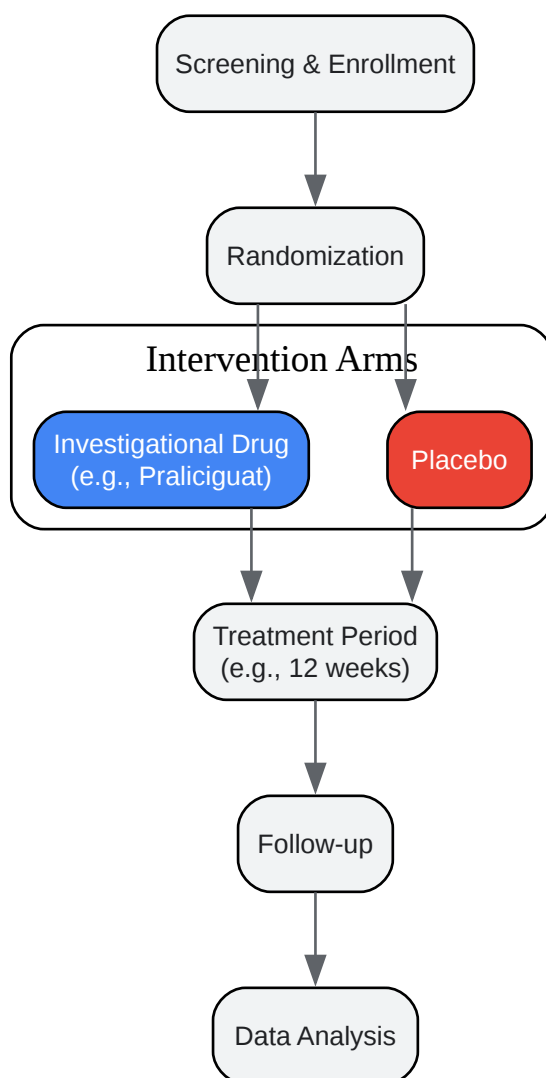 Screening & Enrollment
Randomization
Intervention Arms
Investigational Drug
(e.g., Praliciguat)
Placebo
Treatment Period
(e.g., 12 weeks)
Follow-up
Data Analysis